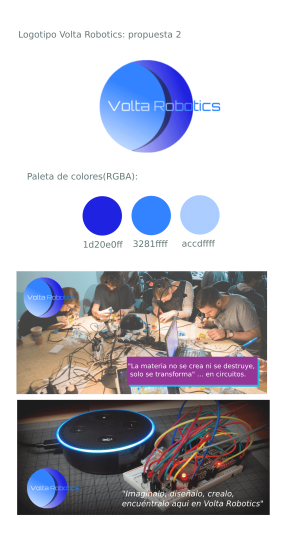 Logotipo Volta Robotics: propuesta 2
Volta Robotics
Paleta de colores(RGBA):
1d20e0ff 3281ffff accdffff
Volta Robotics
"La materia no se crea ni se destruye,
solo se transforma" ... en circuitos.
Volta Robotics
"Imaginalo, diseñalo, crealo,
encuéntralo aquí en Volta Robotics"